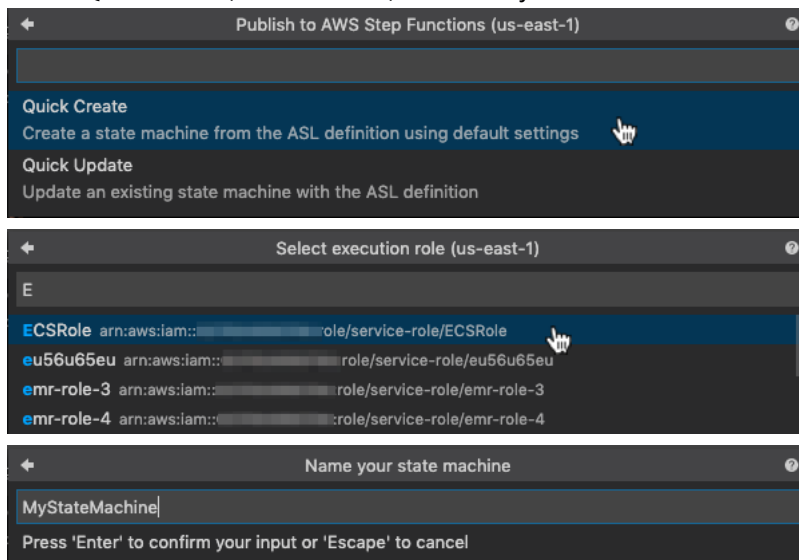 Publish to AWS Step Functions (us-east-1)
Quick Create
Create a state machine from the ASL definition using default settings
Quick Update
Update an existing state machine with the ASL definition
Select execution role (us-east-1)
E
ECSRole arn:aws:iam:: role/service-role/ECSRole
eu56u65eu arn:aws:iam:: role/service-role/eu56u65eu
emr-role-3 arn:aws:iam:: role/service-role/emr-role-3
emr-role-4 arn:aws:iam:: :role/service-role/emr-role-4
Name your state machine
MyStateMachine
Press 'Enter' to confirm your input or 'Escape' to cancel